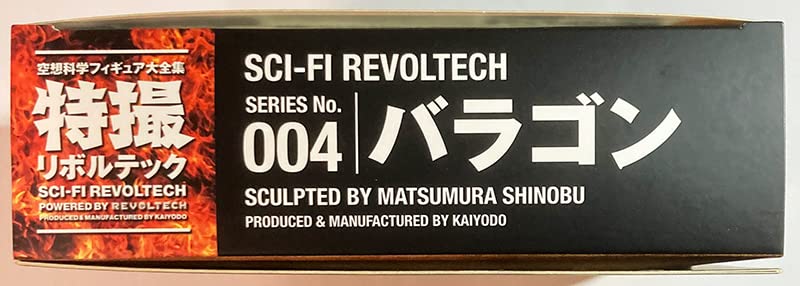 空想科学フィギュア大全集
特撮
リボルテック
SCI-FI REVOLTECH
POWERED BY REVOLTECH
PRODUCED & MANUFACTURED BY KAIYODO
SCI-FI REVOLTECH
SERIES No.
004
バラゴン
SCULPTED BY MATSUMURA SHINOBU
PRODUCED & MANUFACTURED BY KAIYODO